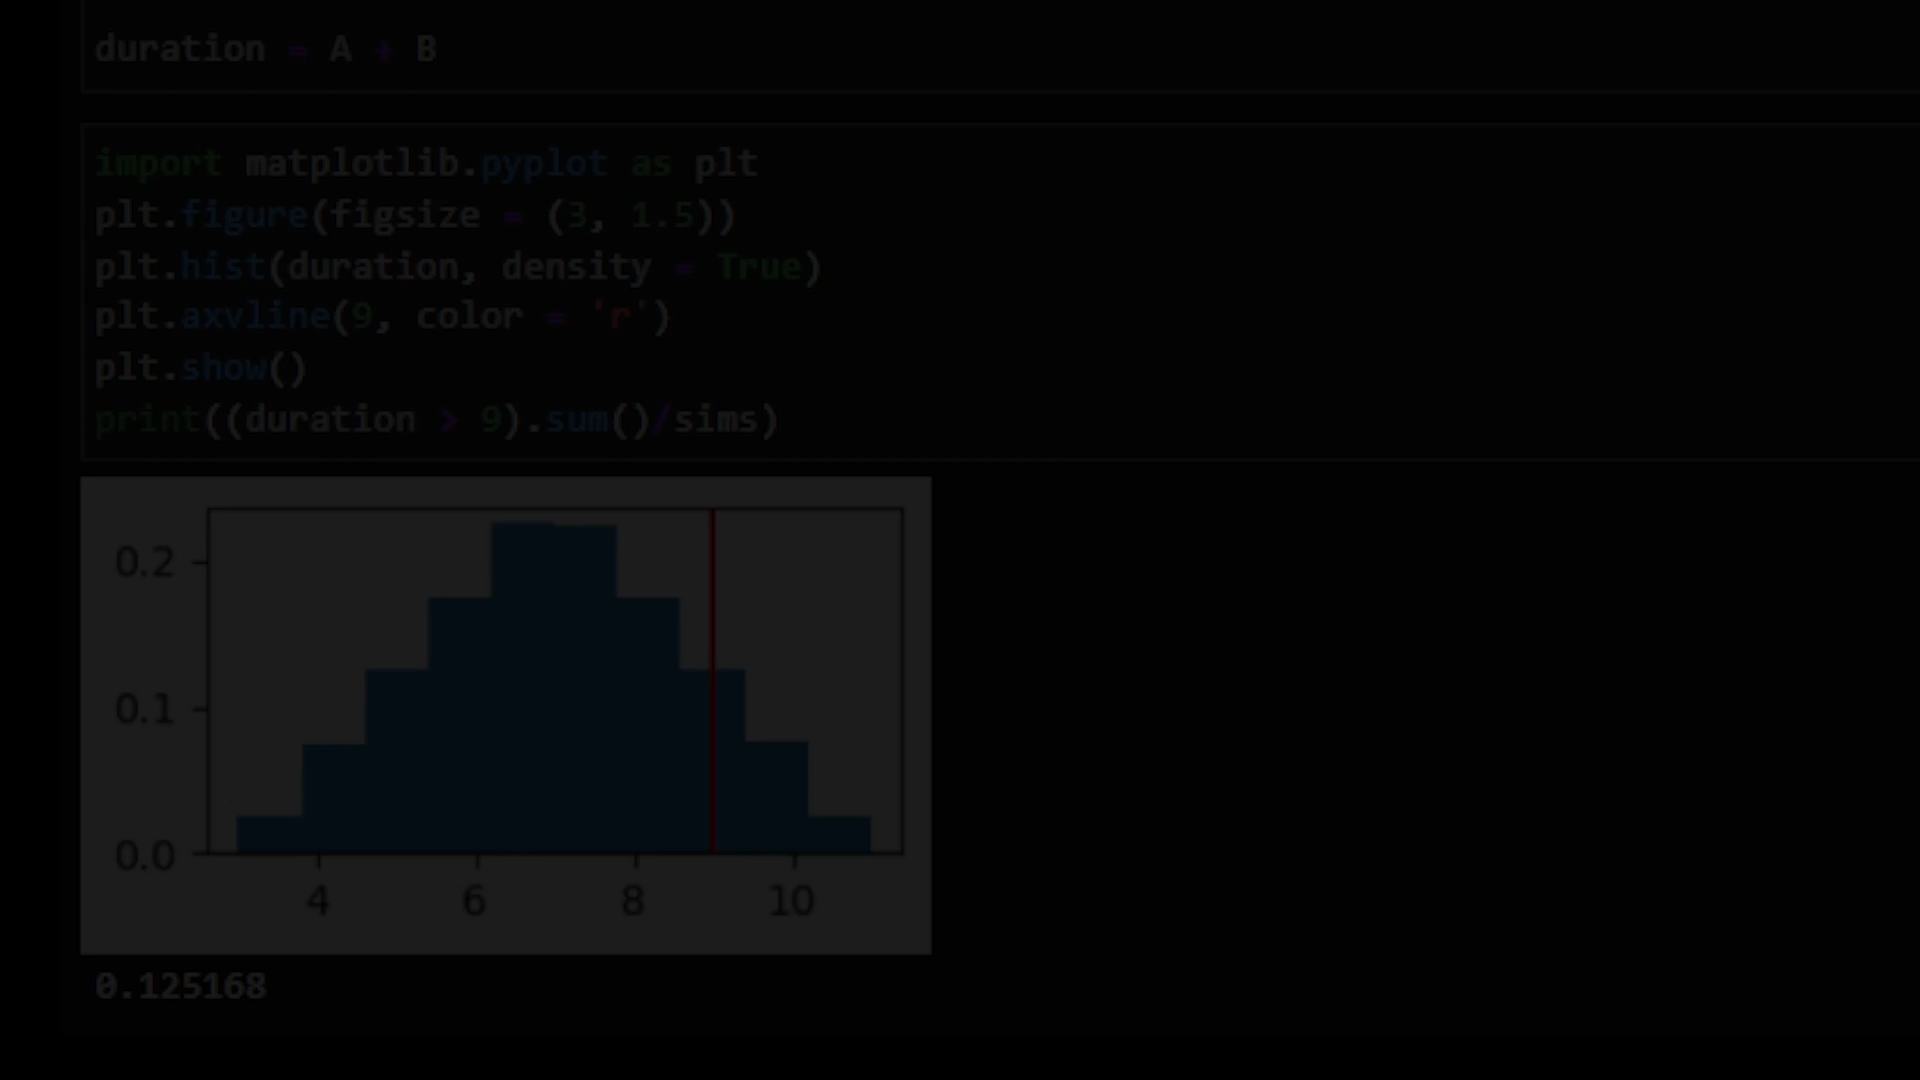 duration = A + B
import matplotlib.pyplot as plt
plt.figure(figsize = (3, 1.5))
plt.hist(duration, density = True)
plt.axvline(9, color = 'r')
plt.show()
print((duration > 9).sum()/sims)
0.2
0.1
0.0
4 6 8 10
0.125168